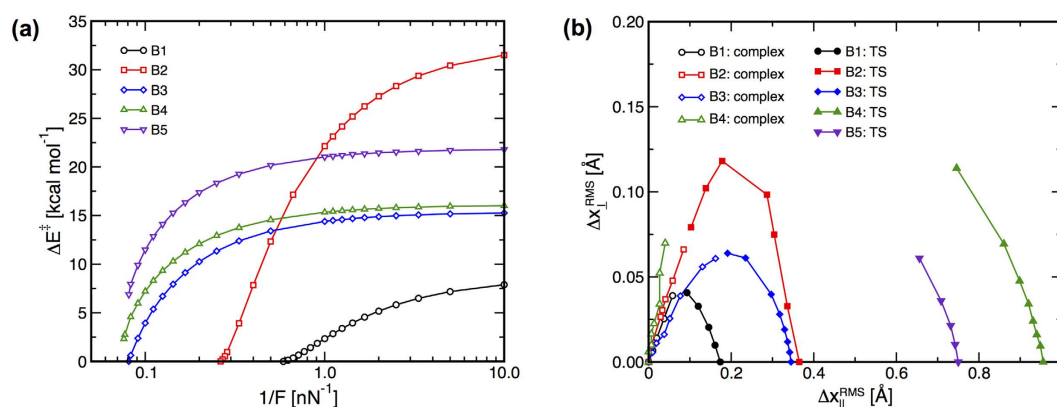 (a)
35
30
25
20
15
10
5
0
ΔE‡ [kcal mol⁻¹]
B1
B2
B3
B4
B5
0.1
1.0
10.0
1/F [nN⁻¹]
(b)
0.20
0.15
0.10
0.05
0.00
Δx⊥RMS [Å]
B1: complex
B2: complex
B3: complex
B4: complex
B1: TS
B2: TS
B3: TS
B4: TS
B5: TS
0
0.2
0.4
0.6
0.8
Δx||RMS [Å]